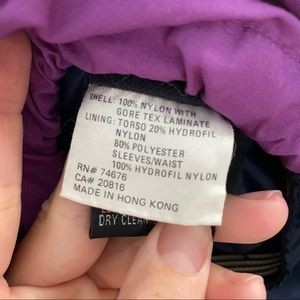 SHELL: 100% NYLON WITH
GORE TEX LAMINATE
LINING: TORSO 20% HYDROFIL
NYLON
80% POLYESTER
SLEEVES/WAIST
100% HYDROFIL NYLON
RN# 74676
CA# 20816
MADE IN HONG KONG
DRY CLEAN